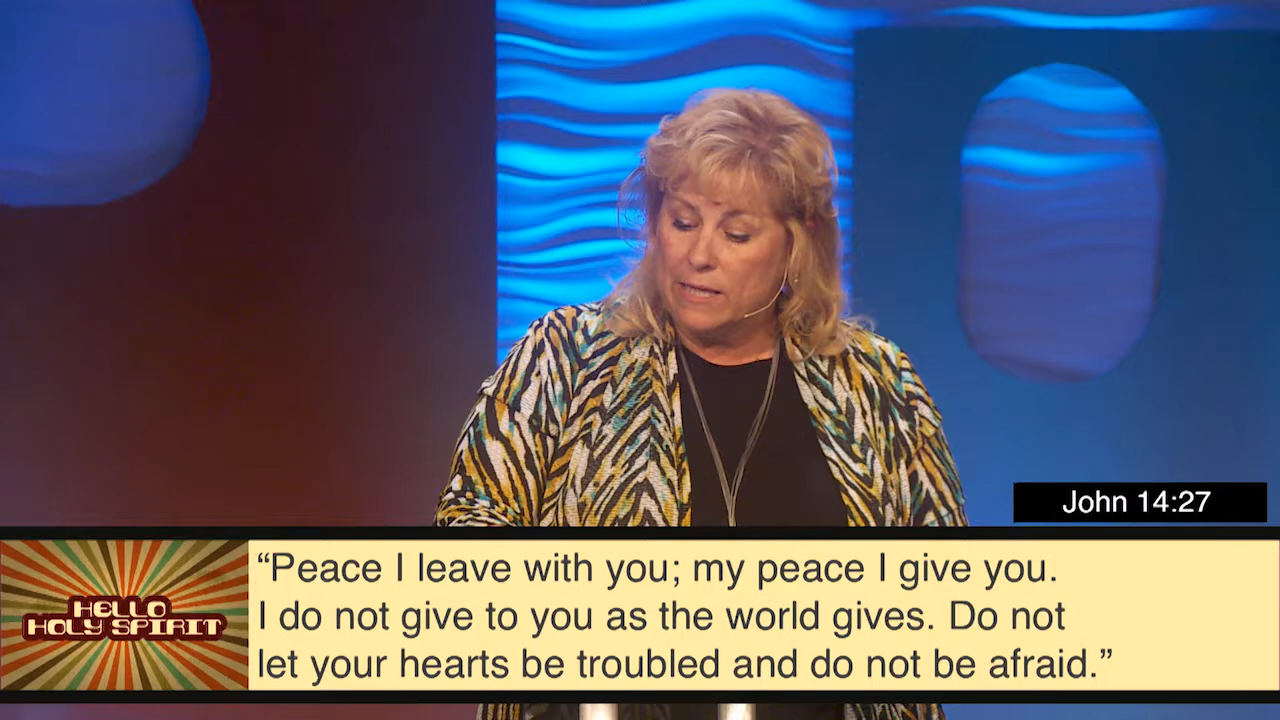 John 14:27
HELLO
HOLY SPIRIT
“Peace I leave with you; my peace I give you.
I do not give to you as the world gives. Do not
let your hearts be troubled and do not be afraid.”